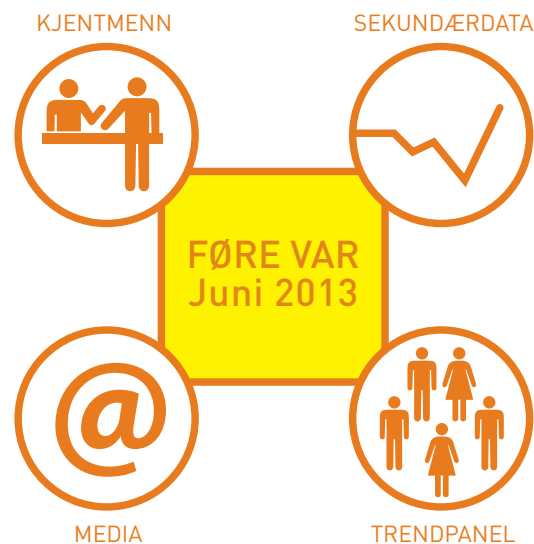 KJENTMENN
SEKUNDÆRDATA
FØRE VAR
Juni 2013
@
MEDIA
TRENDPANEL